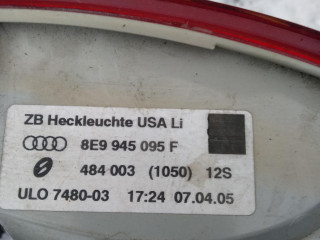 ZB Heckleuchte USA Li
8E9 945 095 F
484 003 (1050) 12S
ULO 7480-03 17:24 07.04.05